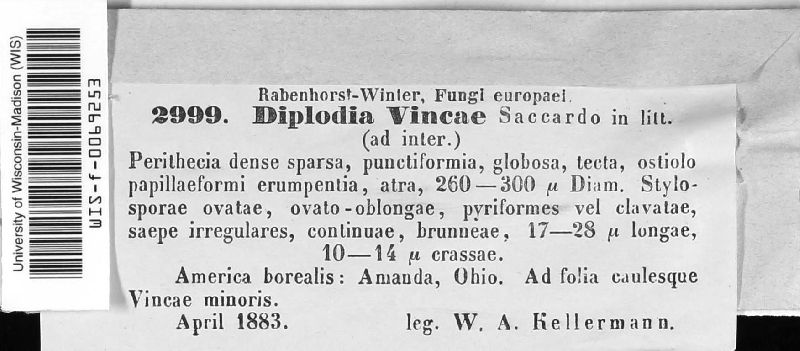 University of Wisconsin-Madison (WIS)
WIS-f-0069253
Rabenhorst-Winter, Fungi europaei.
2999. Diplodia Vincae Saccardo in litt.
(ad inter.)
Perithecia dense sparsa, punctiformia, globosa, tecta, ostiolo
papillaeformi erumpentia, atra, 260—300 μ Diam. Stylo-
sporae ovatae, ovato-oblongae, pyriformes vel clavatae,
saepe irregulares, continuae, brunneae, 17—28 μ longae,
10—14 μ crassae.
America borealis: Amanda, Ohio. Ad folia caulesque
Vincae minoris.
April 1883. leg. W. A. Kellermann.